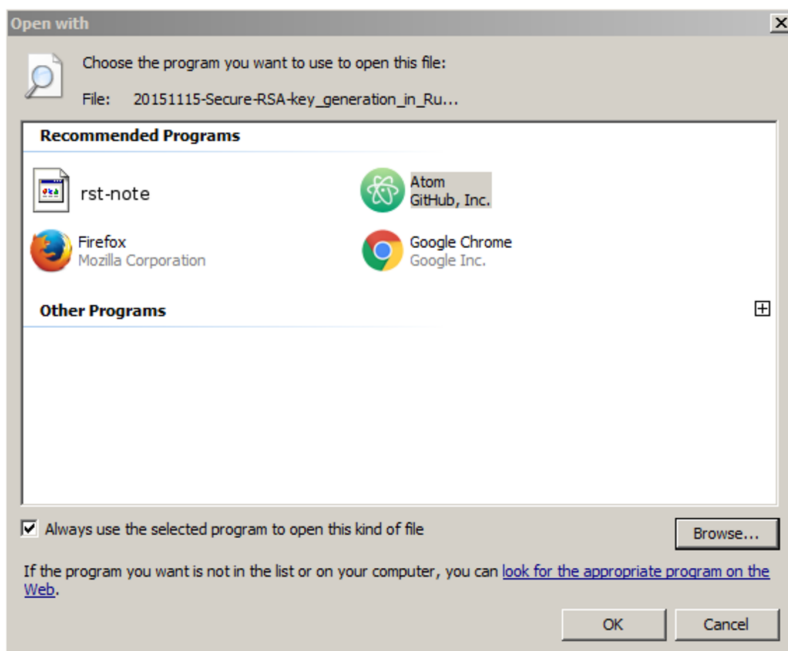 Open with
Choose the program you want to use to open this file:
File: 20151115-Secure-RSA-key_generation_in_Ru...
Recommended Programs
rst-note
Atom
GitHub, Inc.
Firefox
Mozilla Corporation
Google Chrome
Google Inc.
Other Programs
Always use the selected program to open this kind of file
Browse...
If the program you want is not in the list or on your computer, you can look for the appropriate program on the
Web.
OK
Cancel